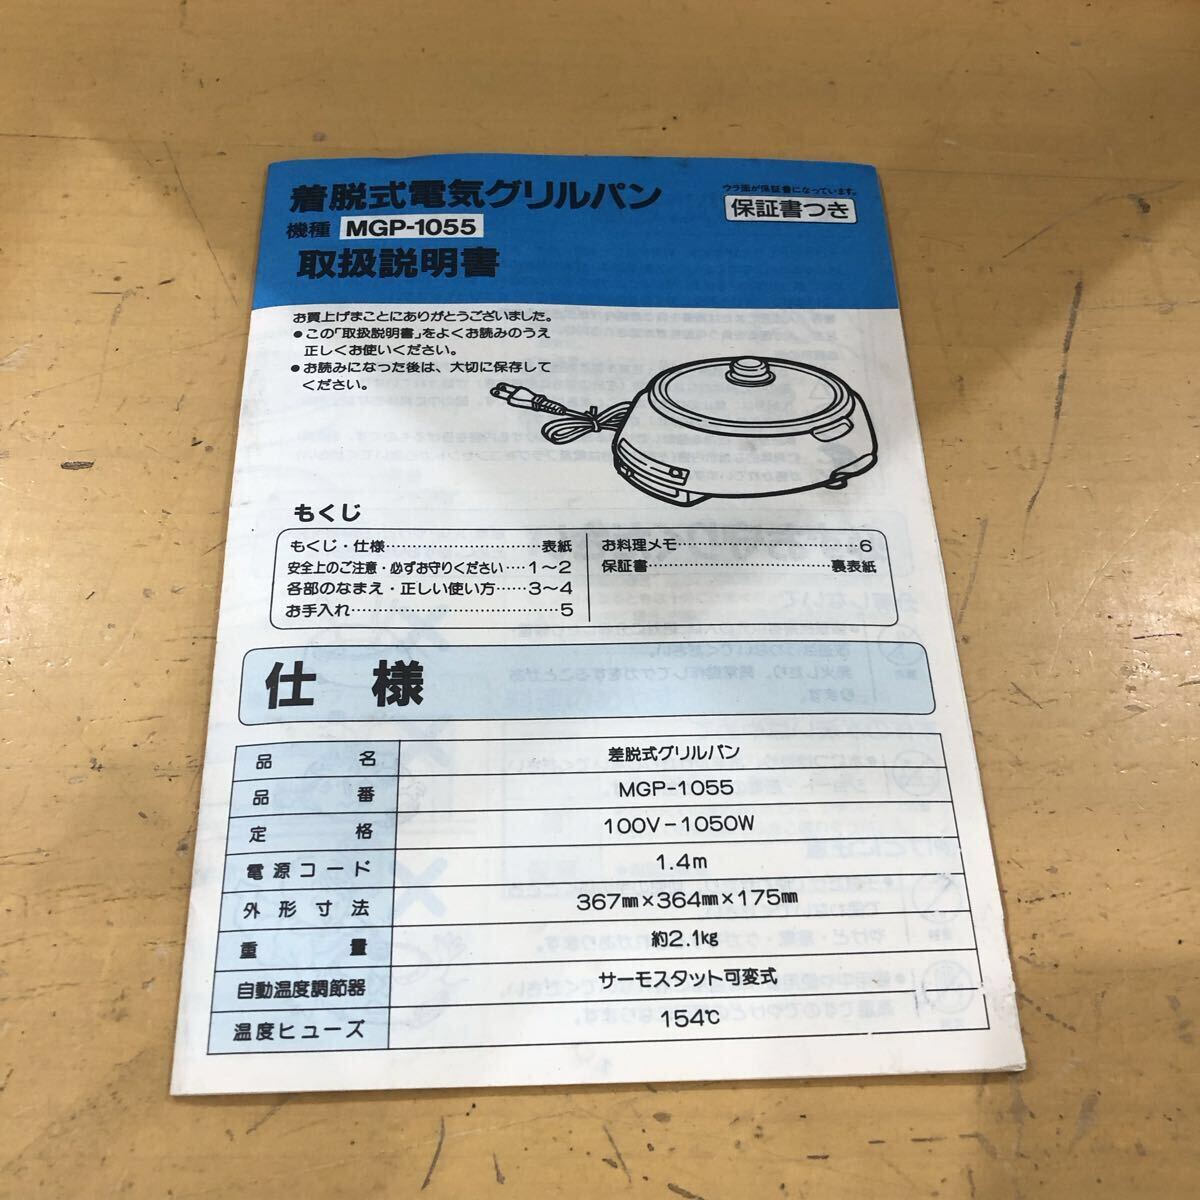 着脱式電気グリルパン
機種 MGP-1055
取扱説明書
ウラ面が保証書になっています。
保証書つき
お買上げまことにありがとうございました。
●この「取扱説明書」をよくお読みのうえ
正しくお使いください。
●お読みになった後は、大切に保存して
ください。
もくじ
もくじ・仕様……………………………表紙
安全上のご注意・必ずお守りください……1〜2
各部のなまえ・正しい使い方……3〜4
お手入れ……………………………5
お料理メモ……………………………6
保証書……………………………裏表紙
仕様
品名 差脱式グリルパン
品番 MGP-1055
定格 100V-1050W
電源コード 1.4m
外形寸法 367㎜×364㎜×175㎜
重量 約2.1㎏
自動温度調節器 サーモスタット可変式
温度ヒューズ 154℃